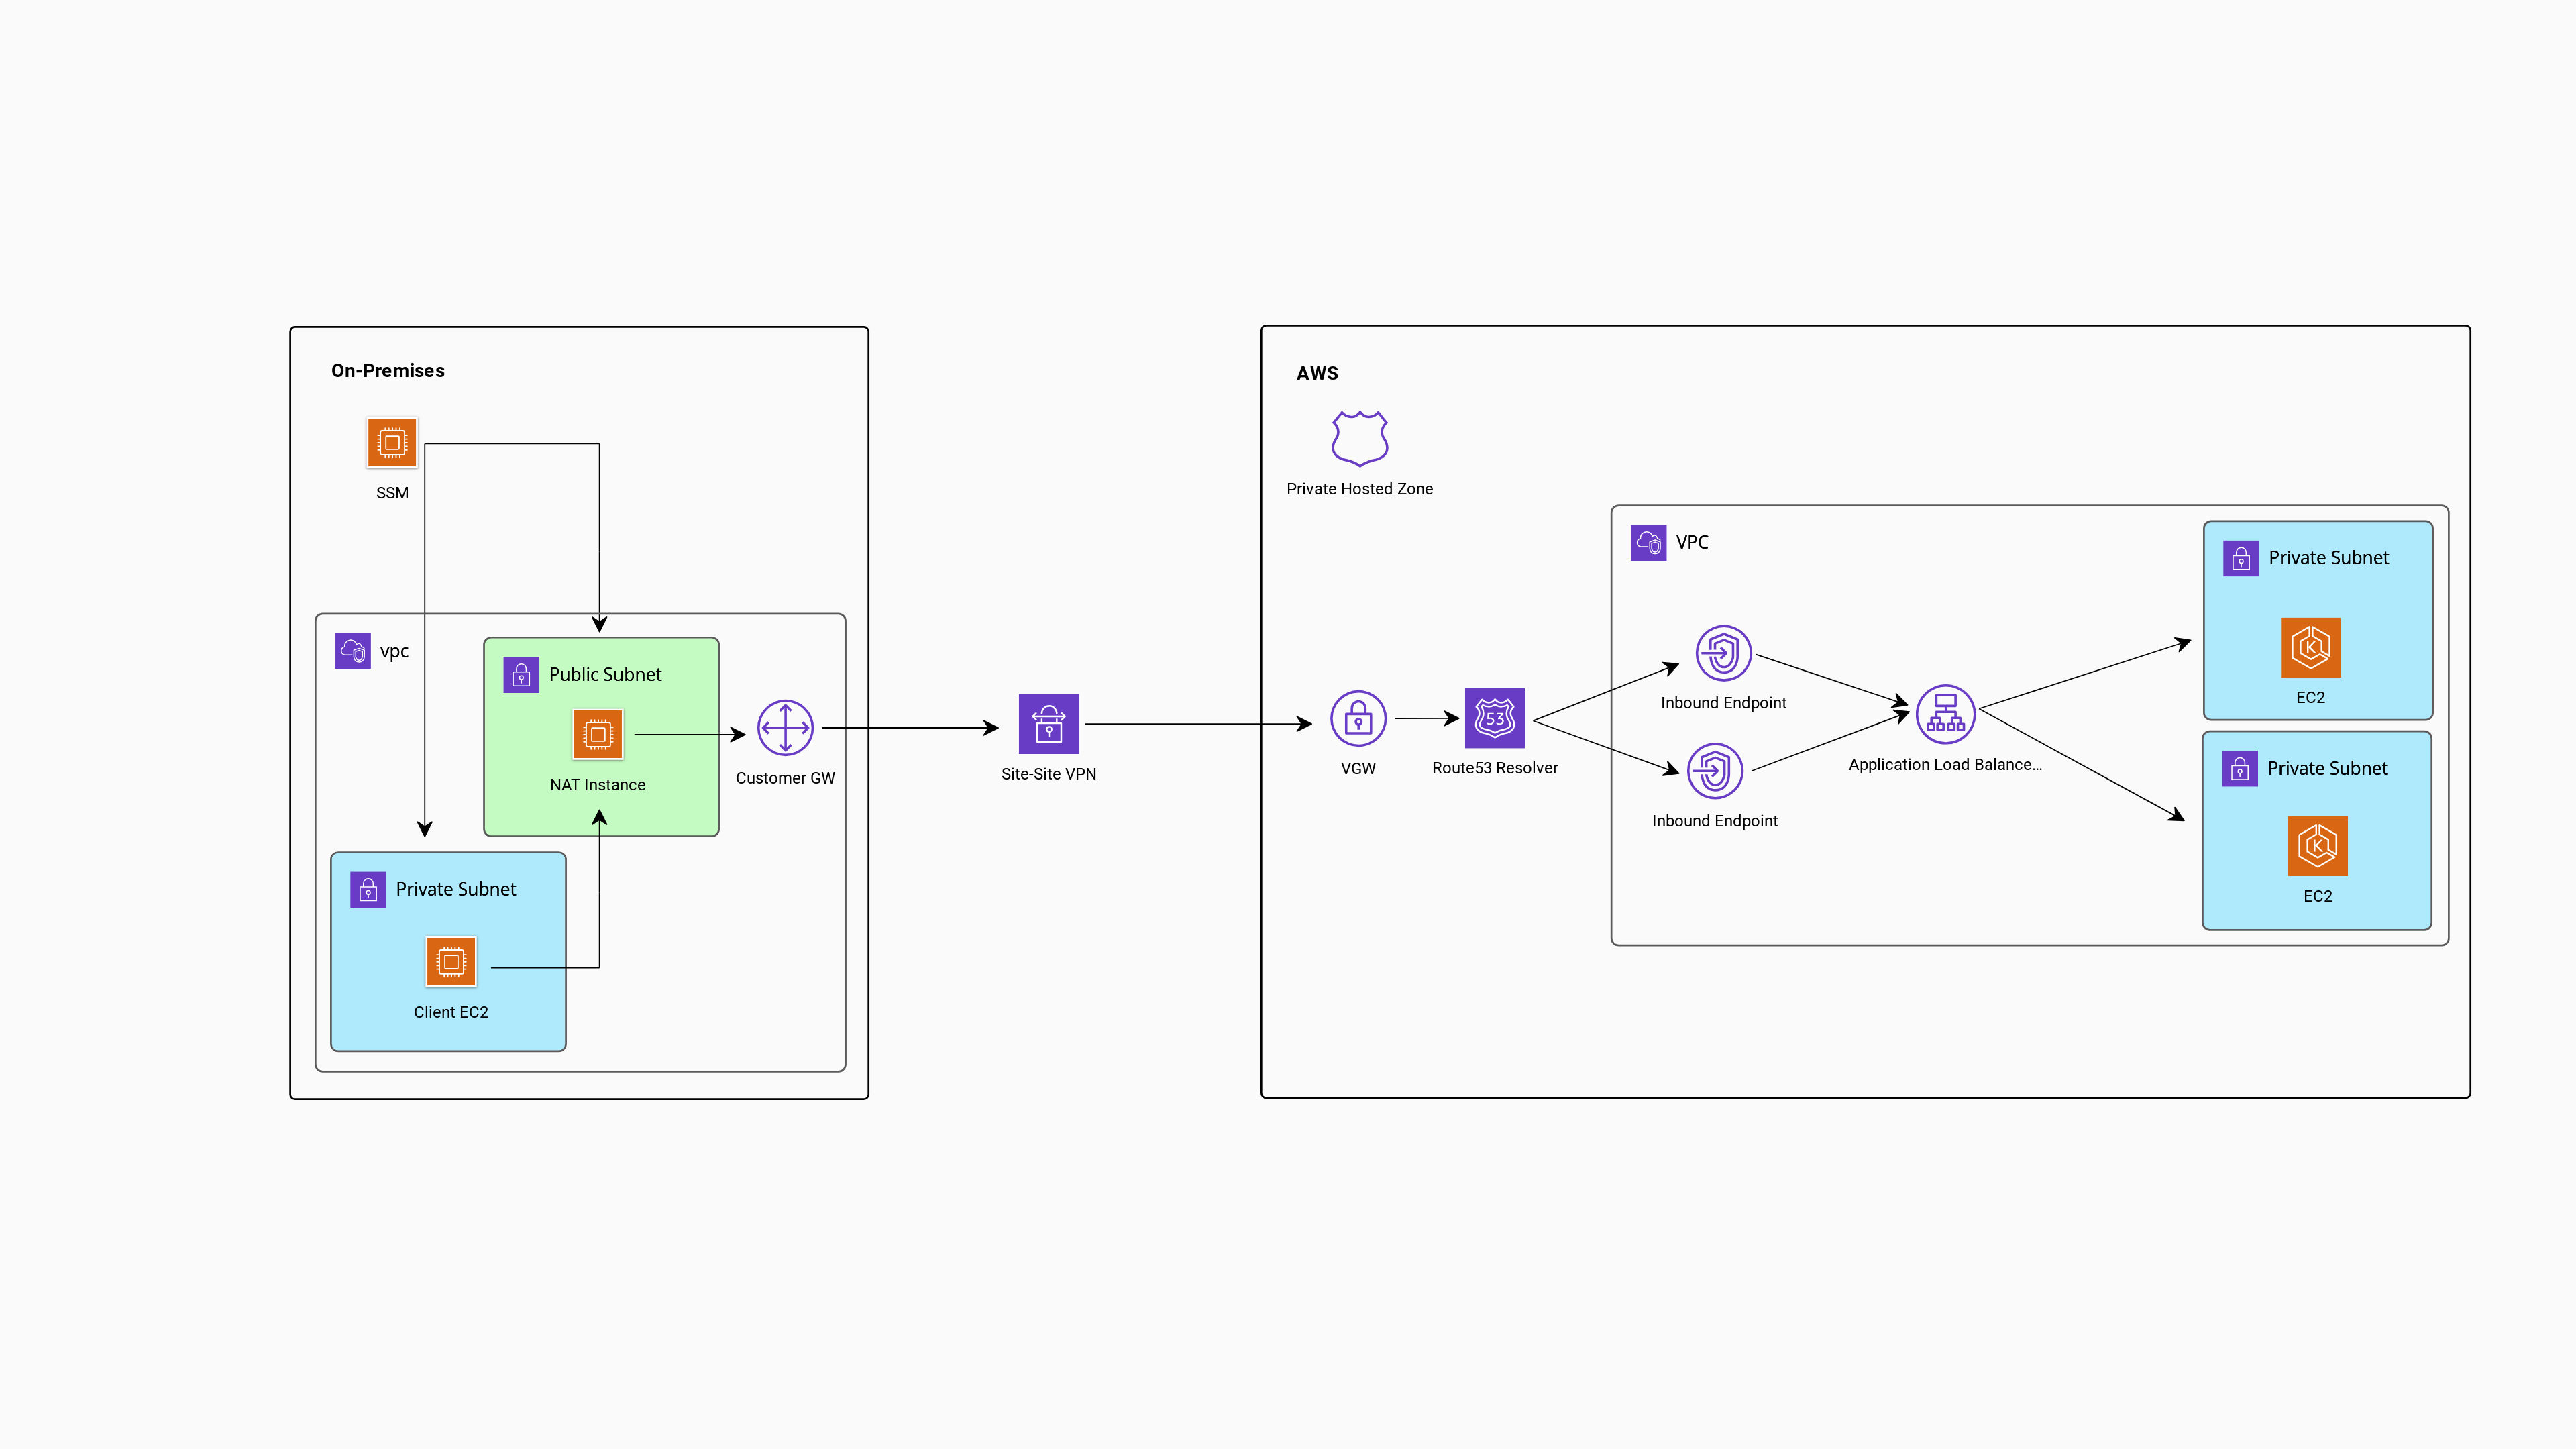 On-Premises
SSM
vpc
Public Subnet
NAT Instance
Customer GW
Private Subnet
Client EC2
Site-Site VPN
AWS
Private Hosted Zone
VGW
53
Route53 Resolver
VPC
Inbound Endpoint
Inbound Endpoint
Application Load Balance...
Private Subnet
K
EC2
Private Subnet
K
EC2